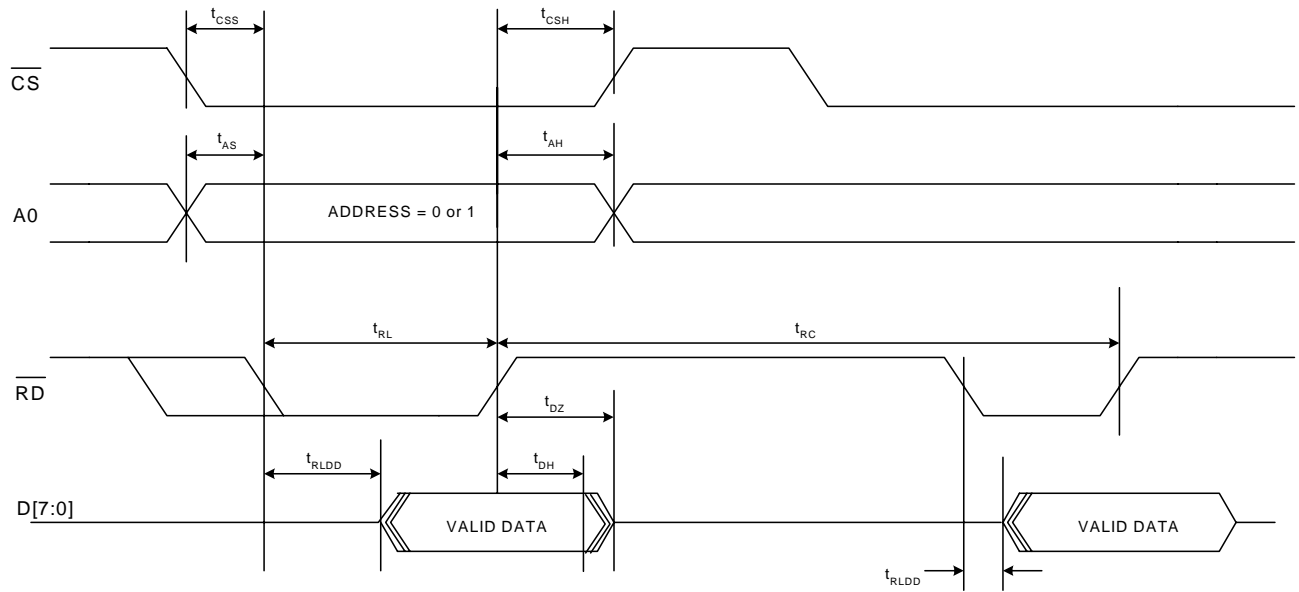 tCSS
tCSH
CS
tAS
tAH
A0
ADDRESS = 0 or 1
tRL
tRC
RD
tDZ
tRLDD
tDH
D[7:0]
VALID DATA
VALID DATA
tRLDD